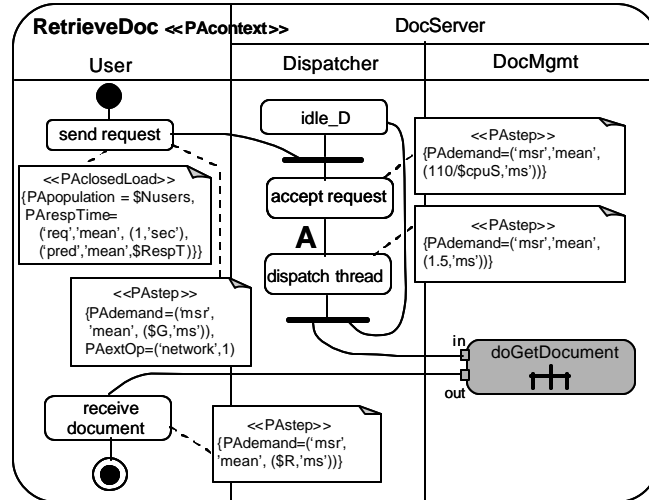 RetrieveDoc <<PAcontext>>
DocServer
User
Dispatcher
DocMgmt
send request
idle_D
<<PAstep>>
{PAdemand=(‘msr’,’mean’,
(110/$cpuS,’ms’))}
<<PAclosedLoad>>
{PApopulation = $Nusers,
PArespTime=
(‘req’,’mean’, (1,’sec’),
(‘pred’,’mean’,$RespT)}}
accept request
A
<<PAstep>>
{PAdemand=(‘msr’,’mean’,
(1.5,’ms’))}
dispatch thread
<<PAstep>>
{PAdemand=(‘msr’,
’mean’, ($G,’ms’)),
PAextOp=(‘network’,1)
in
doGetDocument
out
receive
document
<<PAstep>>
{PAdemand=(‘msr’,
’mean’, ($R,’ms’))}